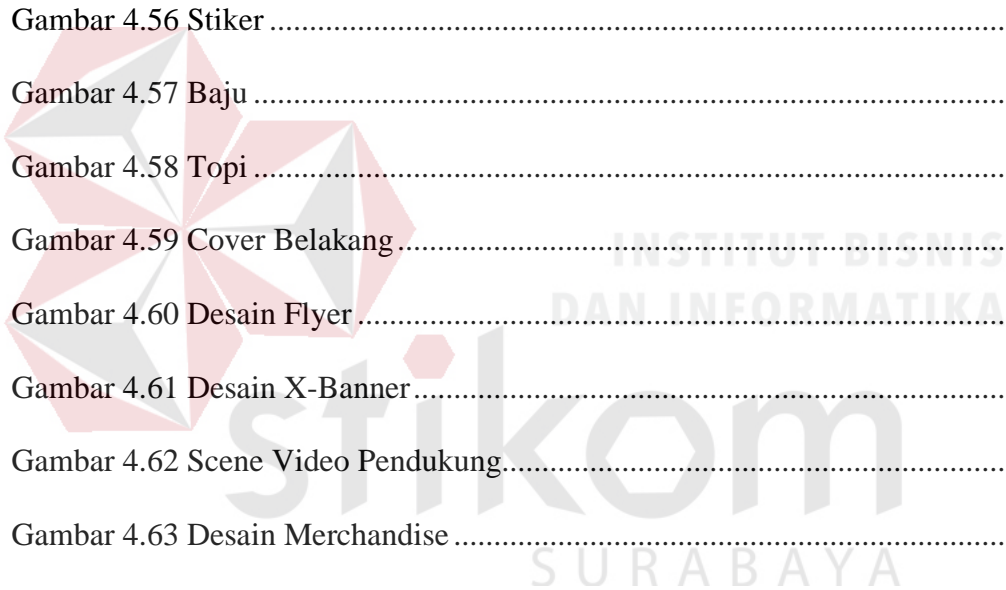 Gambar 4.56 Stiker ..........................................................................................
Gambar 4.57 Baju ............................................................................................
Gambar 4.58 Topi ............................................................................................
Gambar 4.59 Cover Belakang ..........................................................................
INSTITUT BISNIS
DAN INFORMATIKA
Gambar 4.60 Desain Flyer ................................................................................
Gambar 4.61 Desain X-Banner .........................................................................
stikom
Gambar 4.62 Scene Video Pendukung ..............................................................
Gambar 4.63 Desain Merchandise ....................................................................
SURABAYA